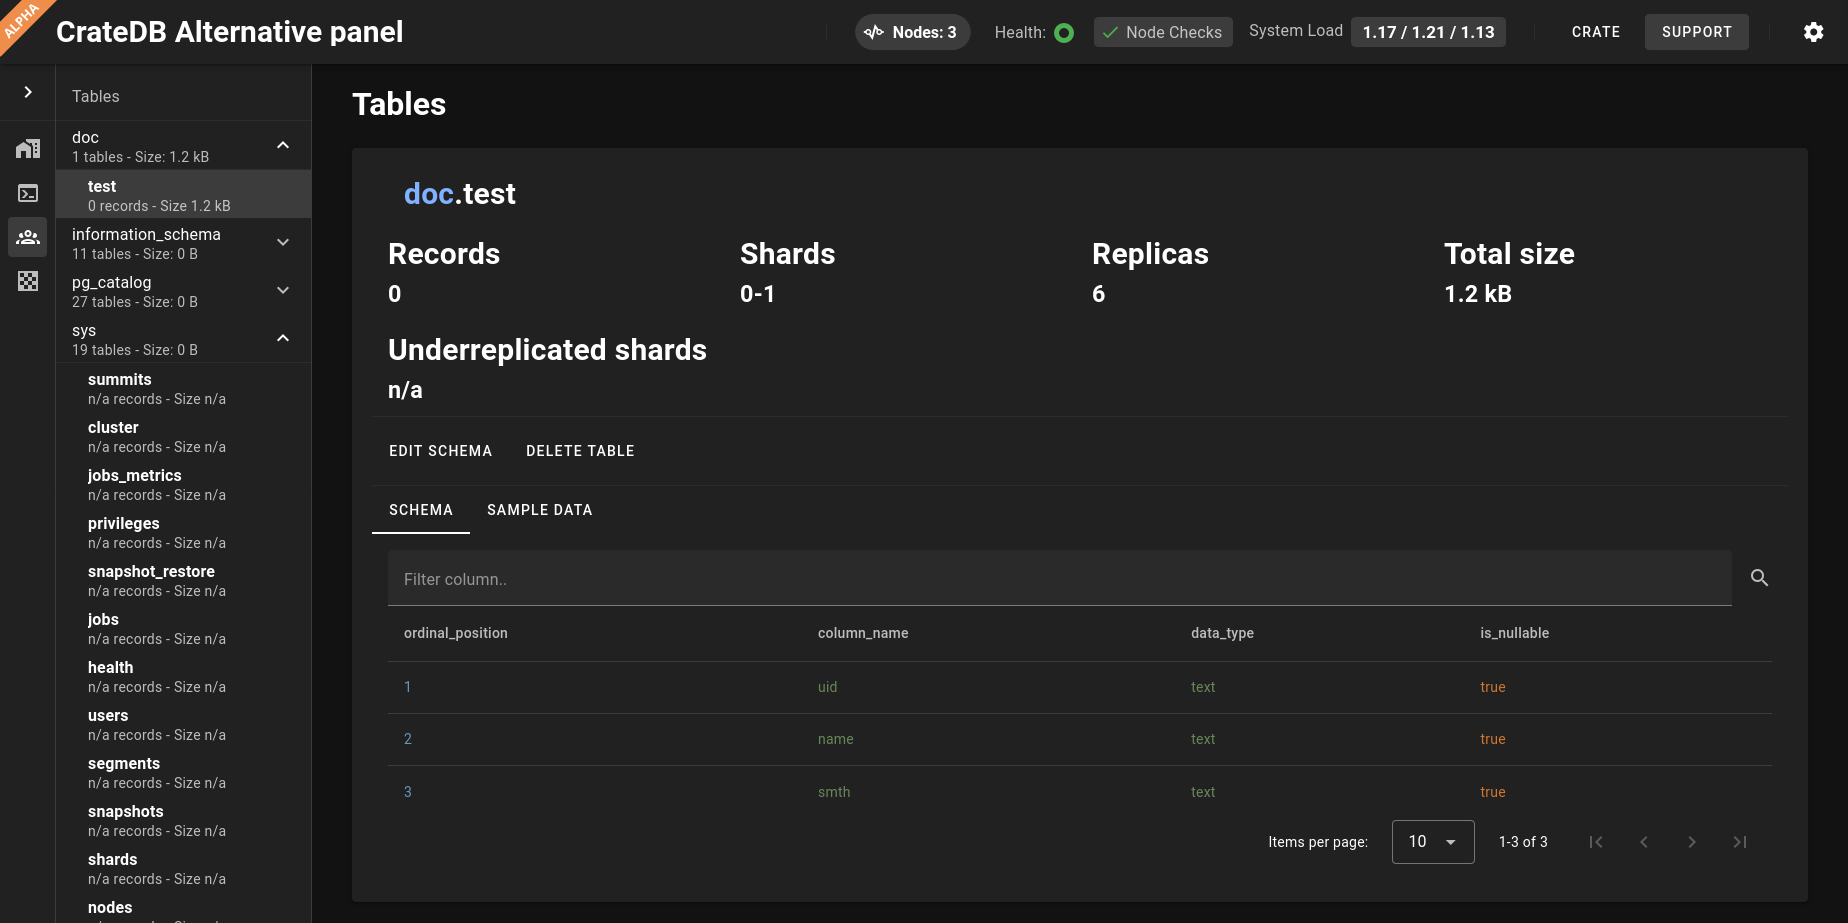 ALPHA
CrateDB Alternative panel
Nodes: 3
Health:
Node Checks
System Load
1.17 / 1.21 / 1.13
CRATE
SUPPORT
Tables
doc
1 tables - Size: 1.2 kB
test
0 records - Size 1.2 kB
information_schema
11 tables - Size: 0 B
pg_catalog
27 tables - Size: 0 B
sys
19 tables - Size: 0 B
summits
n/a records - Size n/a
cluster
n/a records - Size n/a
jobs_metrics
n/a records - Size n/a
privileges
n/a records - Size n/a
snapshot_restore
n/a records - Size n/a
jobs
n/a records - Size n/a
health
n/a records - Size n/a
users
n/a records - Size n/a
segments
n/a records - Size n/a
snapshots
n/a records - Size n/a
shards
n/a records - Size n/a
nodes
Tables
doc.test
Records Shards Replicas Total size
0 0-1 6 1.2 kB
Underreplicated shards
n/a
EDIT SCHEMA DELETE TABLE
SCHEMA SAMPLE DATA
Filter column..
ordinal_position column_name data_type is_nullable
1 uid text true
2 name text true
3 smth text true
Items per page: 10 1-3 of 3